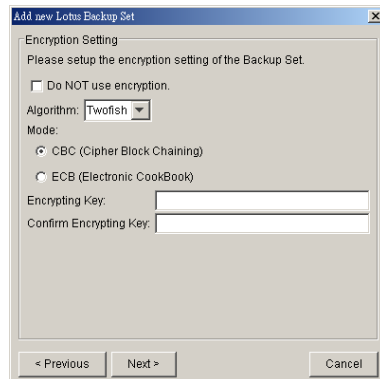 Add new Lotus Backup Set
Encryption Setting
Please setup the encryption setting of the Backup Set.
Do NOT use encryption.
Algorithm: Twofish
Mode:
CBC (Cipher Block Chaining)
ECB (Electronic CookBook)
Encrypting Key:
Confirm Encrypting Key:
< Previous Next > Cancel